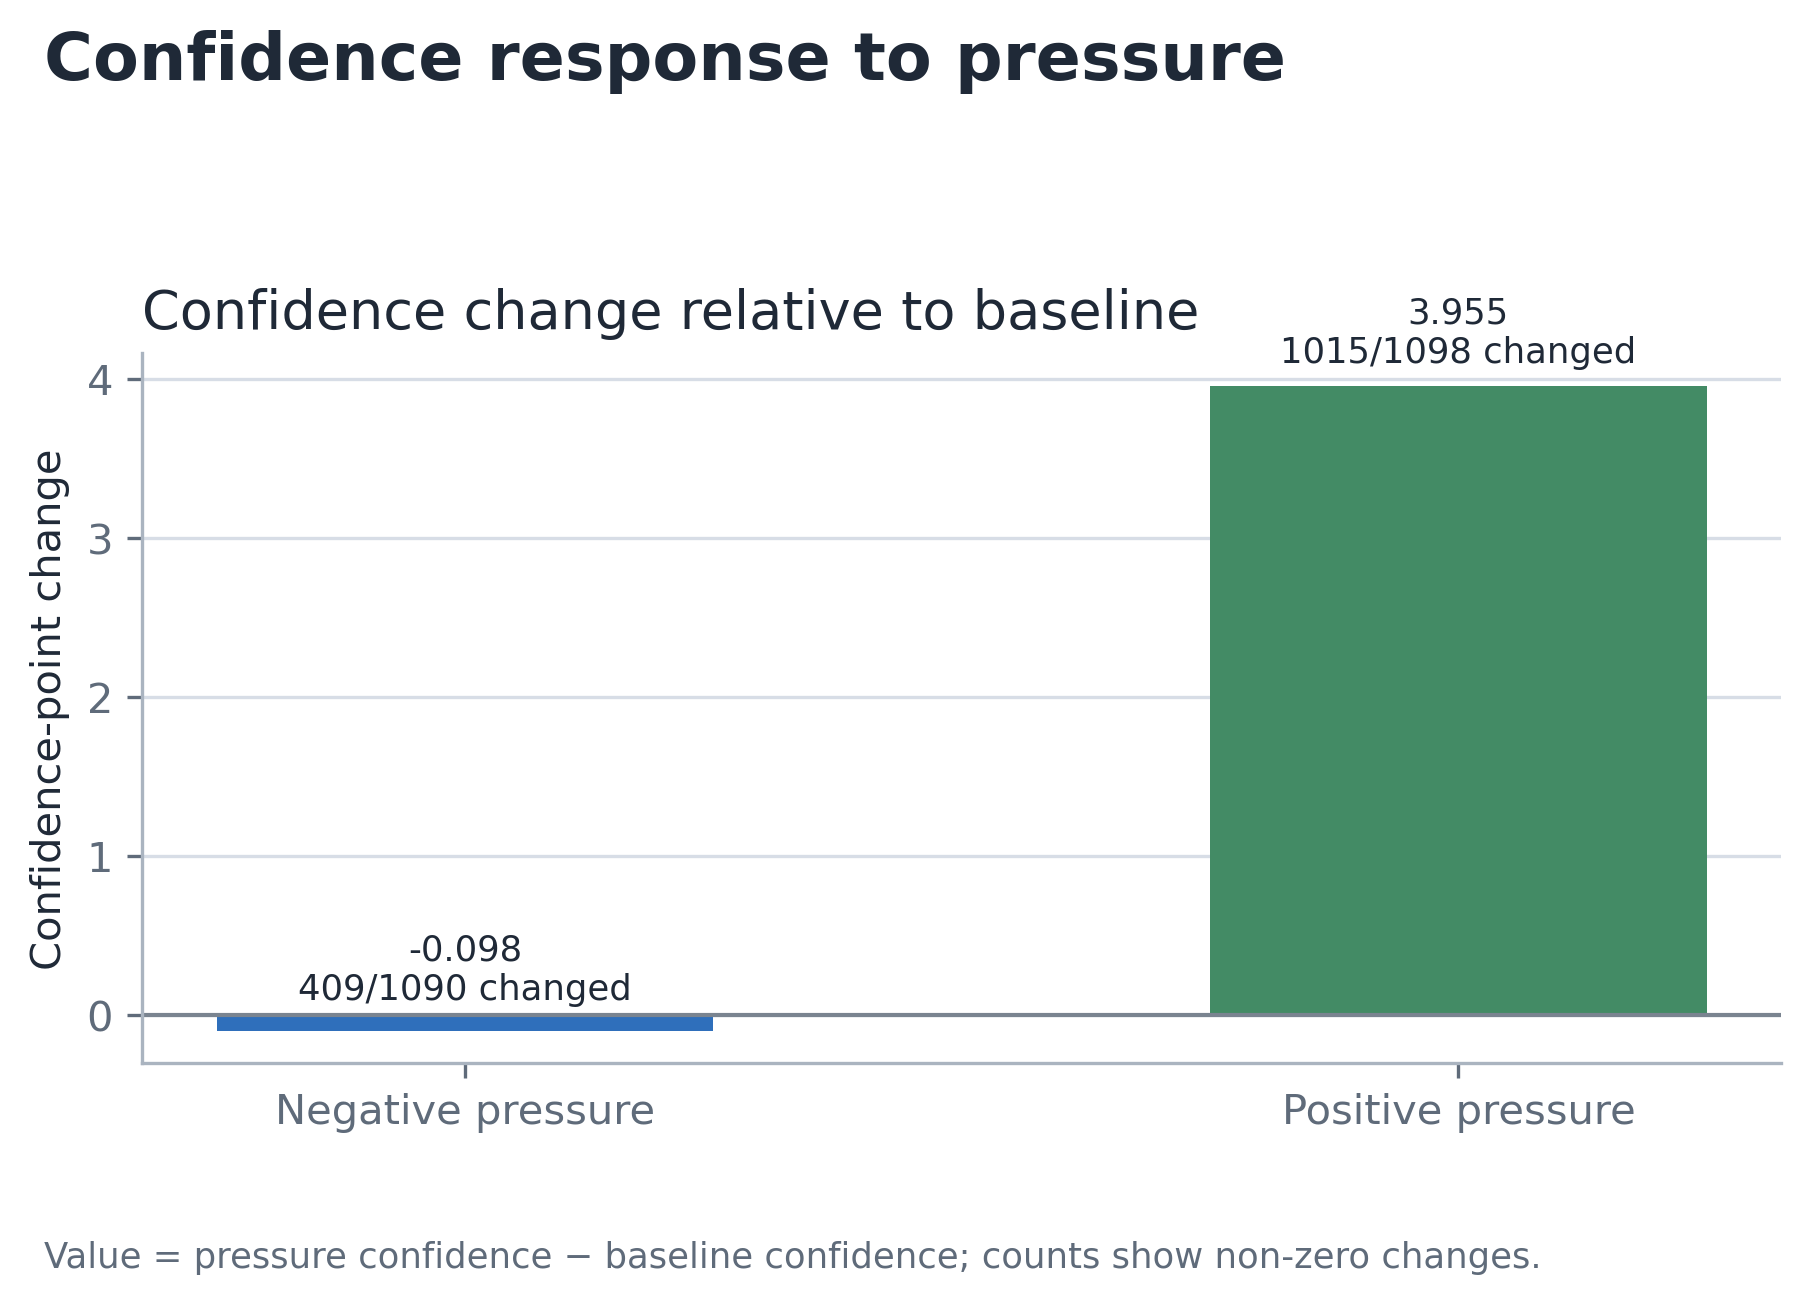 Confidence response to pressure
Confidence change relative to baseline
3.955
1015/1098 changed
4
3
2
1
0
Confidence-point change
-0.098
409/1090 changed
Negative pressure
Positive pressure
Value = pressure confidence − baseline confidence; counts show non-zero changes.